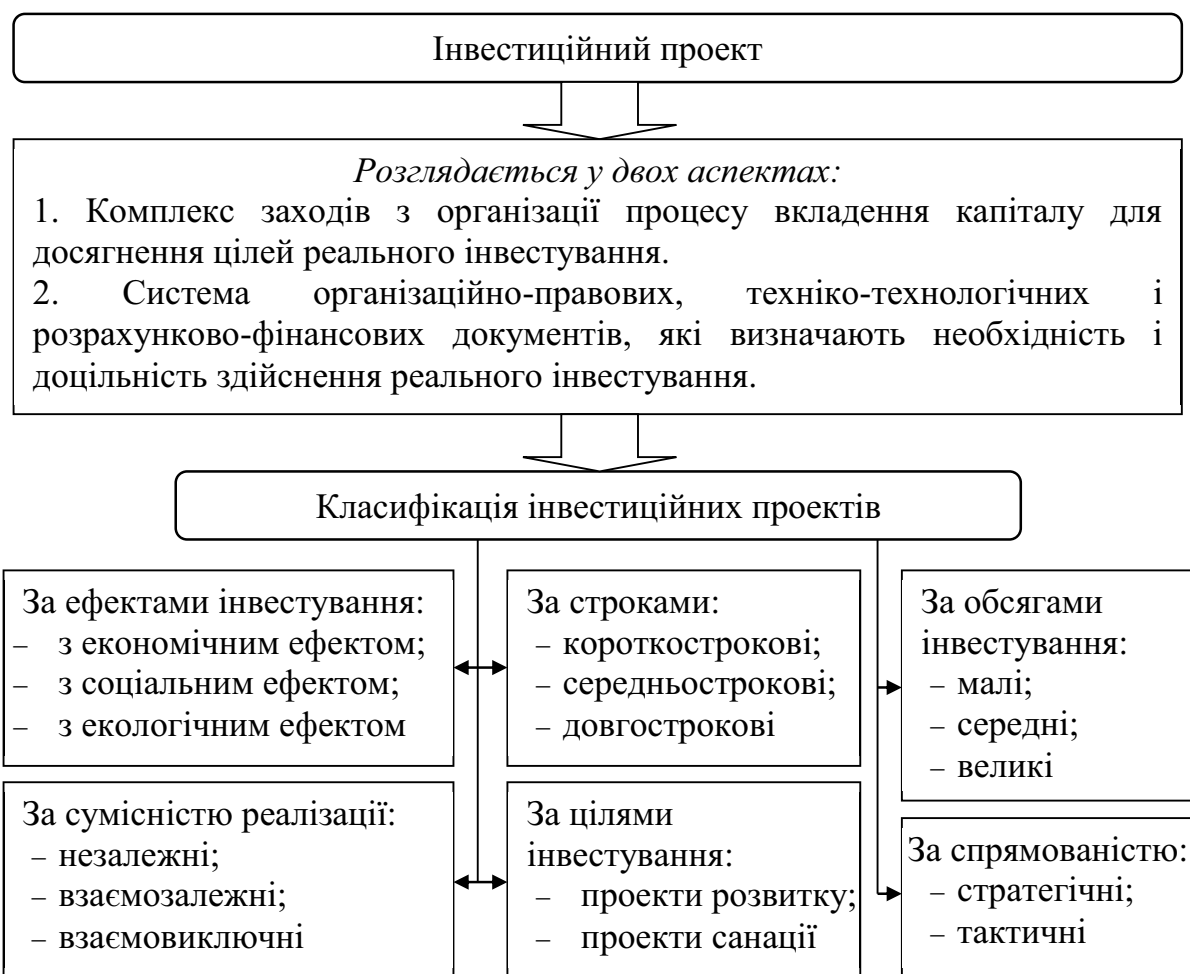 Інвестиційний проект
Розглядається у двох аспектах:
1. Комплекс заходів з організації процесу вкладення капіталу для
досягнення цілей реального інвестування.
2. Система організаційно-правових, техніко-технологічних і
розрахунково-фінансових документів, які визначають необхідність і
доцільність здійснення реального інвестування.
Класифікація інвестиційних проектів
За ефектами інвестування:
– з економічним ефектом;
– з соціальним ефектом;
– з екологічним ефектом
За строками:
– короткострокові;
– середньострокові;
– довгострокові
За обсягами
інвестування:
– малі;
– середні;
– великі
За сумісністю реалізації:
– незалежні;
– взаємозалежні;
– взаємовиключні
За цілями
інвестування:
– проекти розвитку;
– проекти санації
За спрямованістю:
– стратегічні;
– тактичні